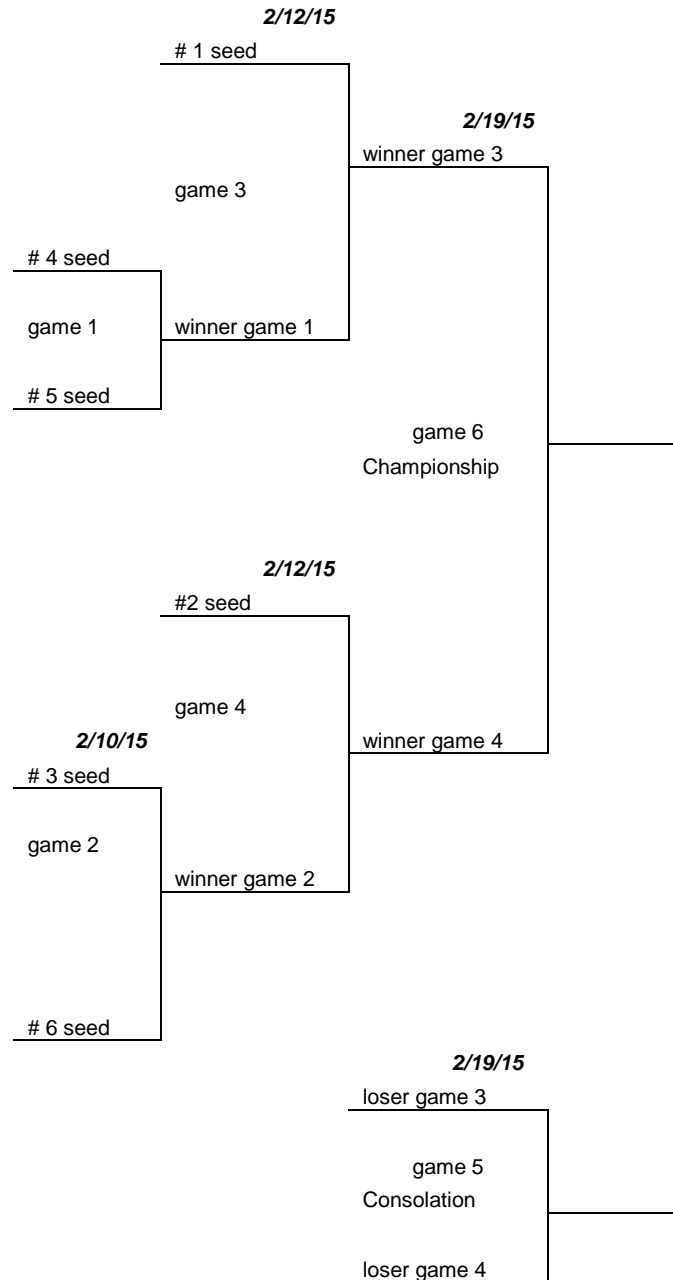 2/12/15
# 1 seed
2/19/15
winner game 3
game 3
# 4 seed
game 1
winner game 1
# 5 seed
game 6
Championship
2/12/15
#2 seed
game 4
2/10/15
winner game 4
# 3 seed
game 2
winner game 2
# 6 seed
2/19/15
loser game 3
game 5
Consolation
loser game 4